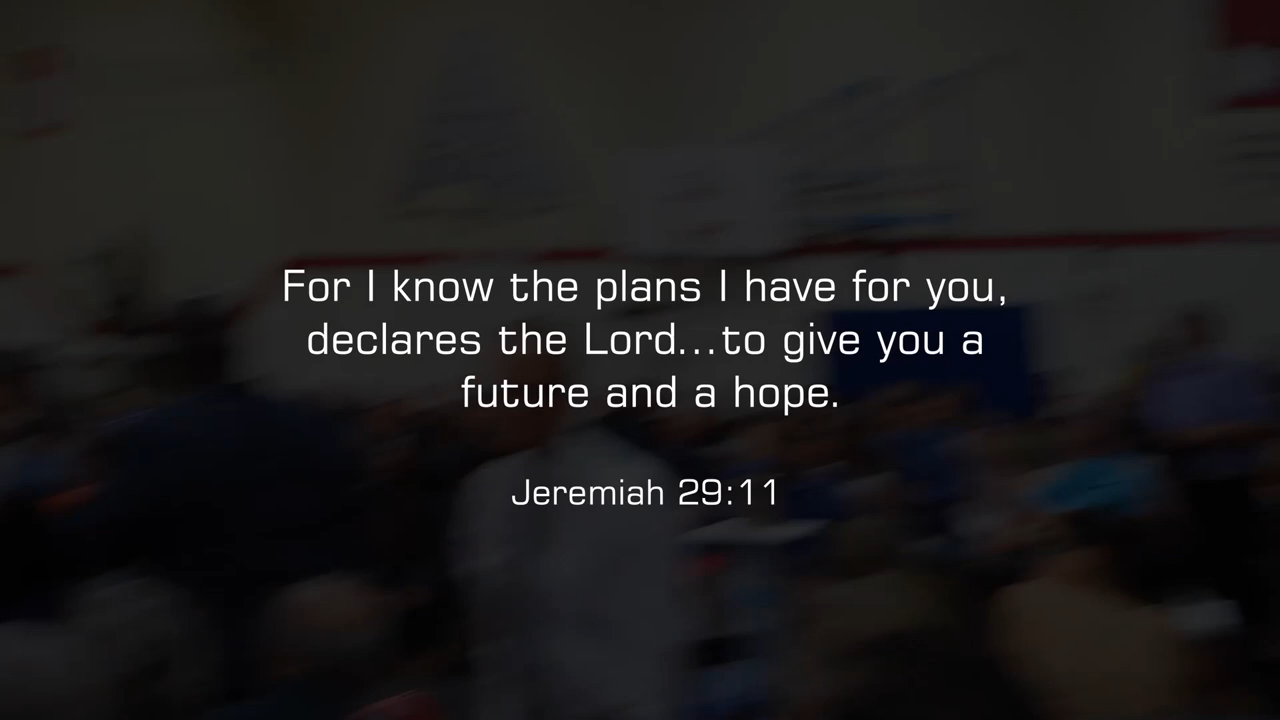 For I know the plans I have for you,
declares the Lord...to give you a
future and a hope.
Jeremiah 29:11